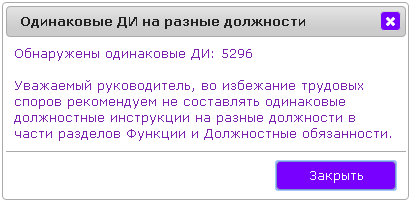 Одинаковые ДИ на разные должности
Обнаружены одинаковые ДИ: 5296
Уважаемый руководитель, во избежание трудовых
споров рекомендуем не составлять одинаковые
должностные инструкции на разные должности в
части разделов Функции и Должностные обязанности.
Закрыть